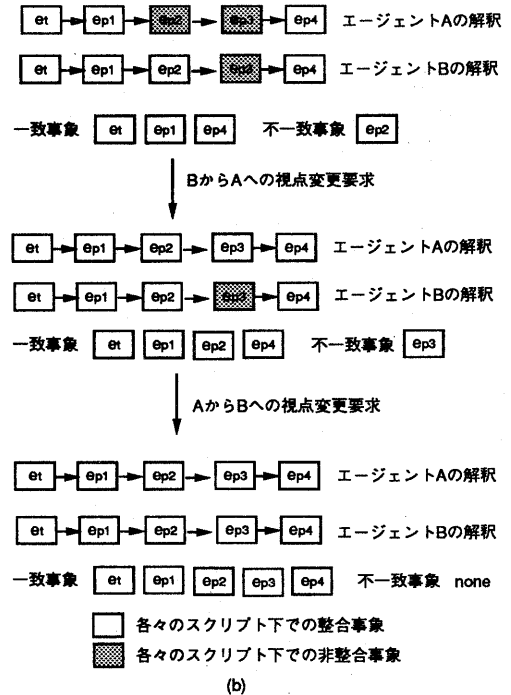 et ep1 ep2 ep3 ep4 エージェントAの解釈
et ep1 ep2 ep3 ep4 エージェントBの解釈
一致事象 et ep1 ep4 不一致事象 ep2
BからAへの視点変更要求
et ep1 ep2 ep3 ep4 エージェントAの解釈
et ep1 ep2 ep3 ep4 エージェントBの解釈
一致事象 et ep1 ep2 ep4 不一致事象 ep3
AからBへの視点変更要求
et ep1 ep2 ep3 ep4 エージェントAの解釈
et ep1 ep2 ep3 ep4 エージェントBの解釈
一致事象 et ep1 ep2 ep3 ep4 不一致事象 none
各々のスクリプト下での整合事象
各々のスクリプト下での非整合事象
(b)